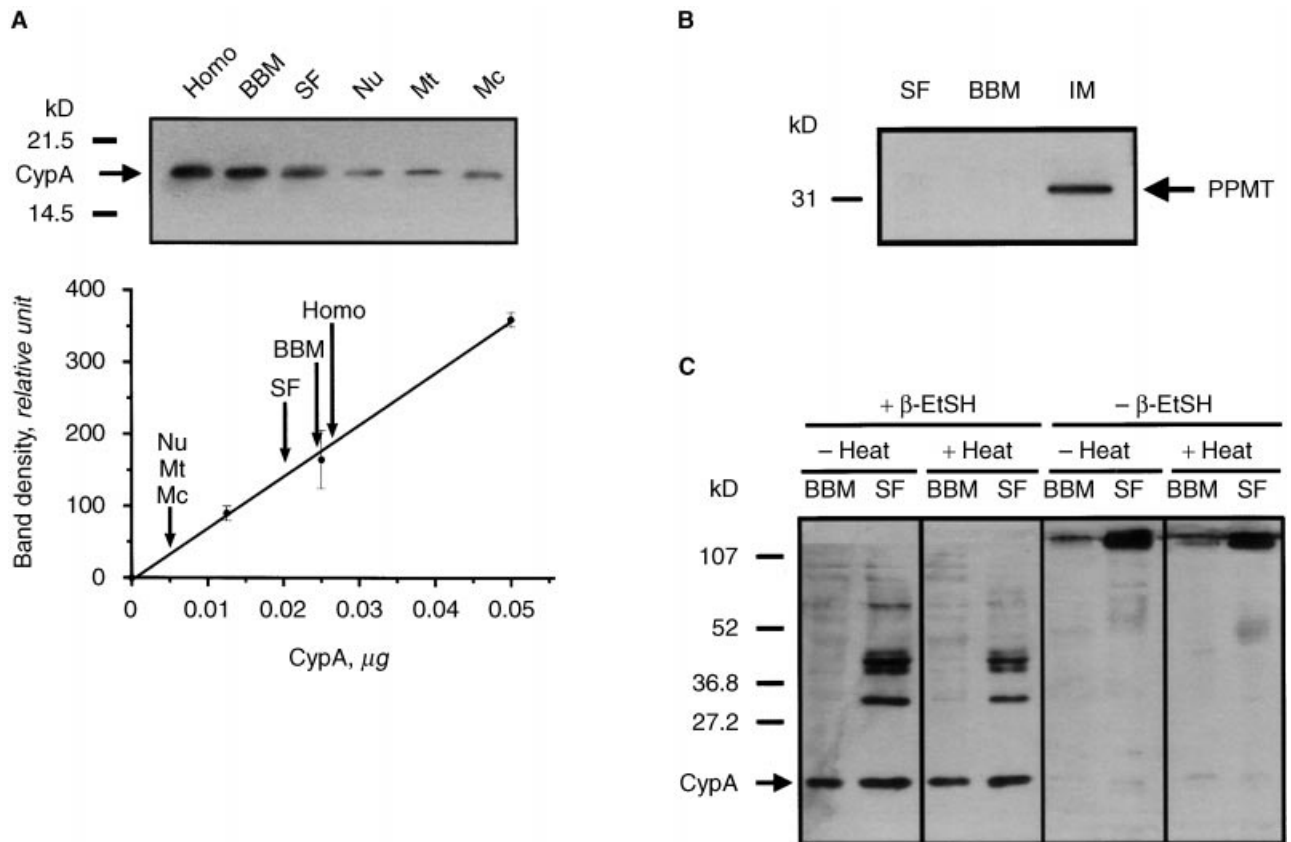 A
Homo BBM SF Nu Mt Mc
kD
21.5
CypA
14.5
400
300
200
100
0
Band density, relative unit
Homo
BBM
SF
Nu
Mt
Mc
0 0.01 0.02 0.03 0.04 0.05
CypA, μg
B
SF BBM IM
kD
31
PPMT
C
+ β-EtSH – β-EtSH
– Heat + Heat – Heat + Heat
kD BBM SF BBM SF BBM SF BBM SF
107
52
36.8
27.2
CypA